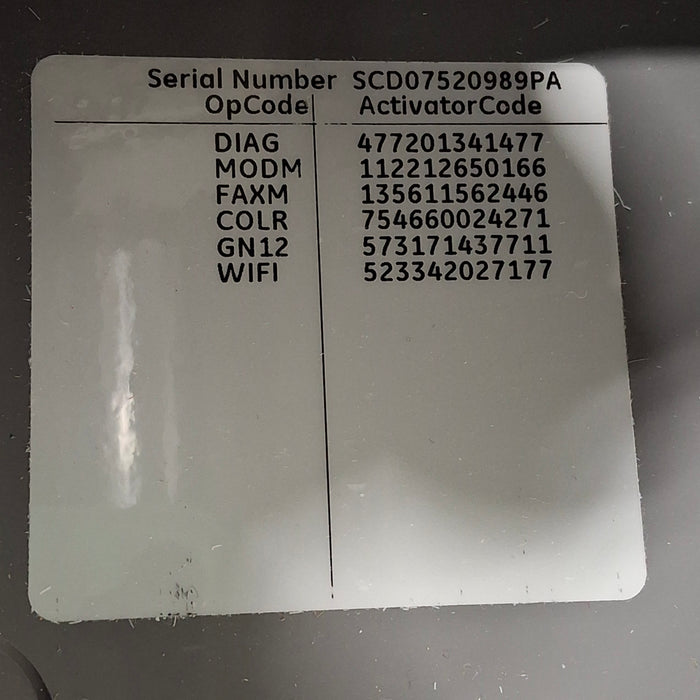 Serial Number SCD07520989PA
OpCode ActivatorCode
DIAG 477201341477
MODM 112212650166
FAXM 135611562446
COLR 754660024271
GN12 573171437711
WIFI 523342027177